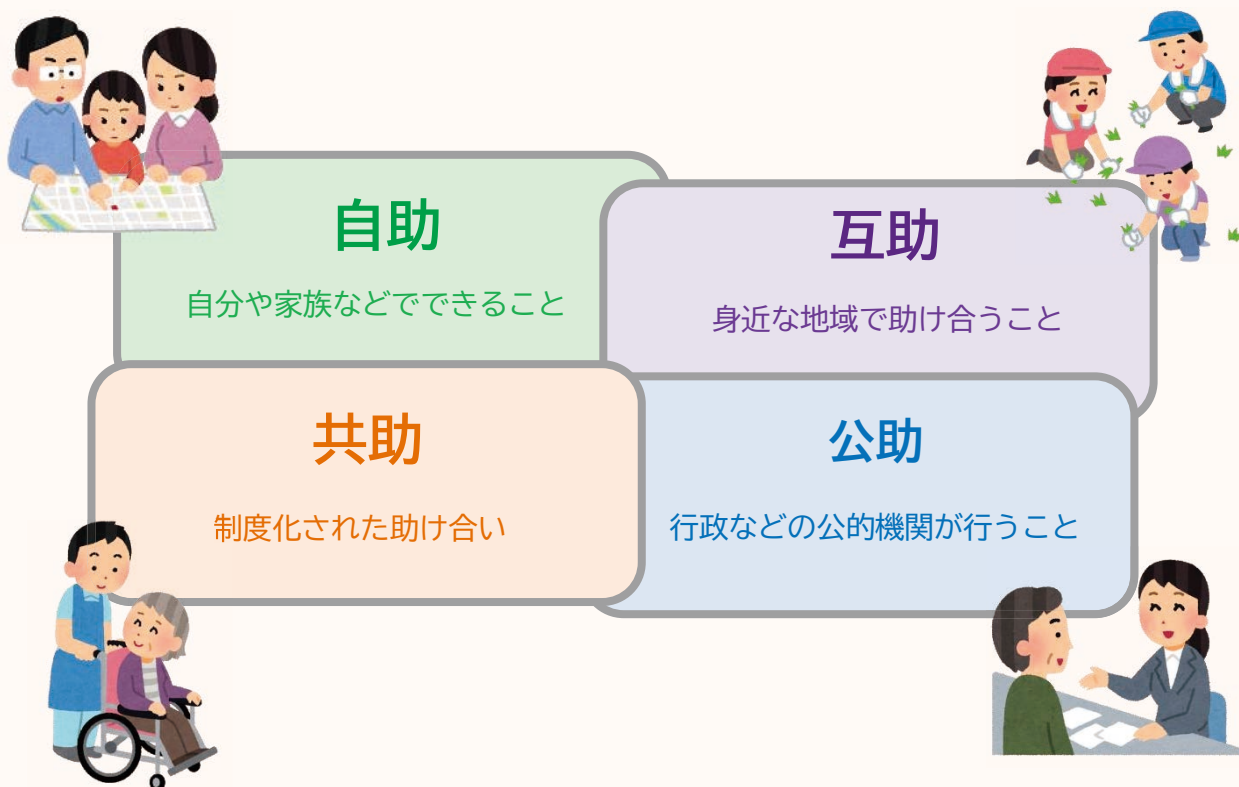 自助
自分や家族などでできること
互助
身近な地域で助け合うこと
共助
制度化された助け合い
公助
行政などの公的機関が行うこと